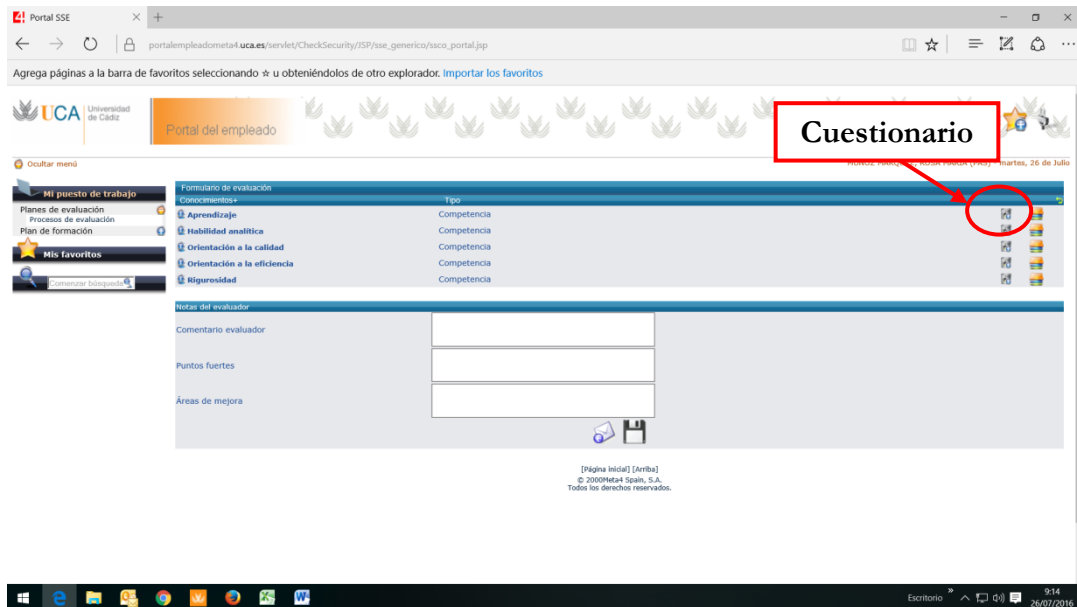 Portal SSE
portalempleadometa4.uca.es/servlet/CheckSecurity/JSP/sse_generico/ssco_portal.jsp
Agrega páginas a la barra de favoritos seleccionando ☆ u obteniéndolos de otro explorador. Importar los favoritos
UCA Universidad de Cádiz
Portal del empleado
Cuestionario
Ocultar menú
martes, 26 de Julio
Mi puesto de trabajo
Planes de evaluación
Procesos de evaluación
Plan de formación
Mis favoritos
Comenzar búsqueda
Formulario de evaluación
Conocimientos+ Tipo
Aprendizaje Competencia
Habilidad analítica Competencia
Orientación a la calidad Competencia
Orientación a la eficiencia Competencia
Rigurosidad Competencia
Notas del evaluador
Comentario evaluador
Puntos fuertes
Áreas de mejora
[Página inicial] [Arriba]
© 2000Meta4 Spain, S.A.
Todos los derechos reservados.
Escritorio
9:14
26/07/2016